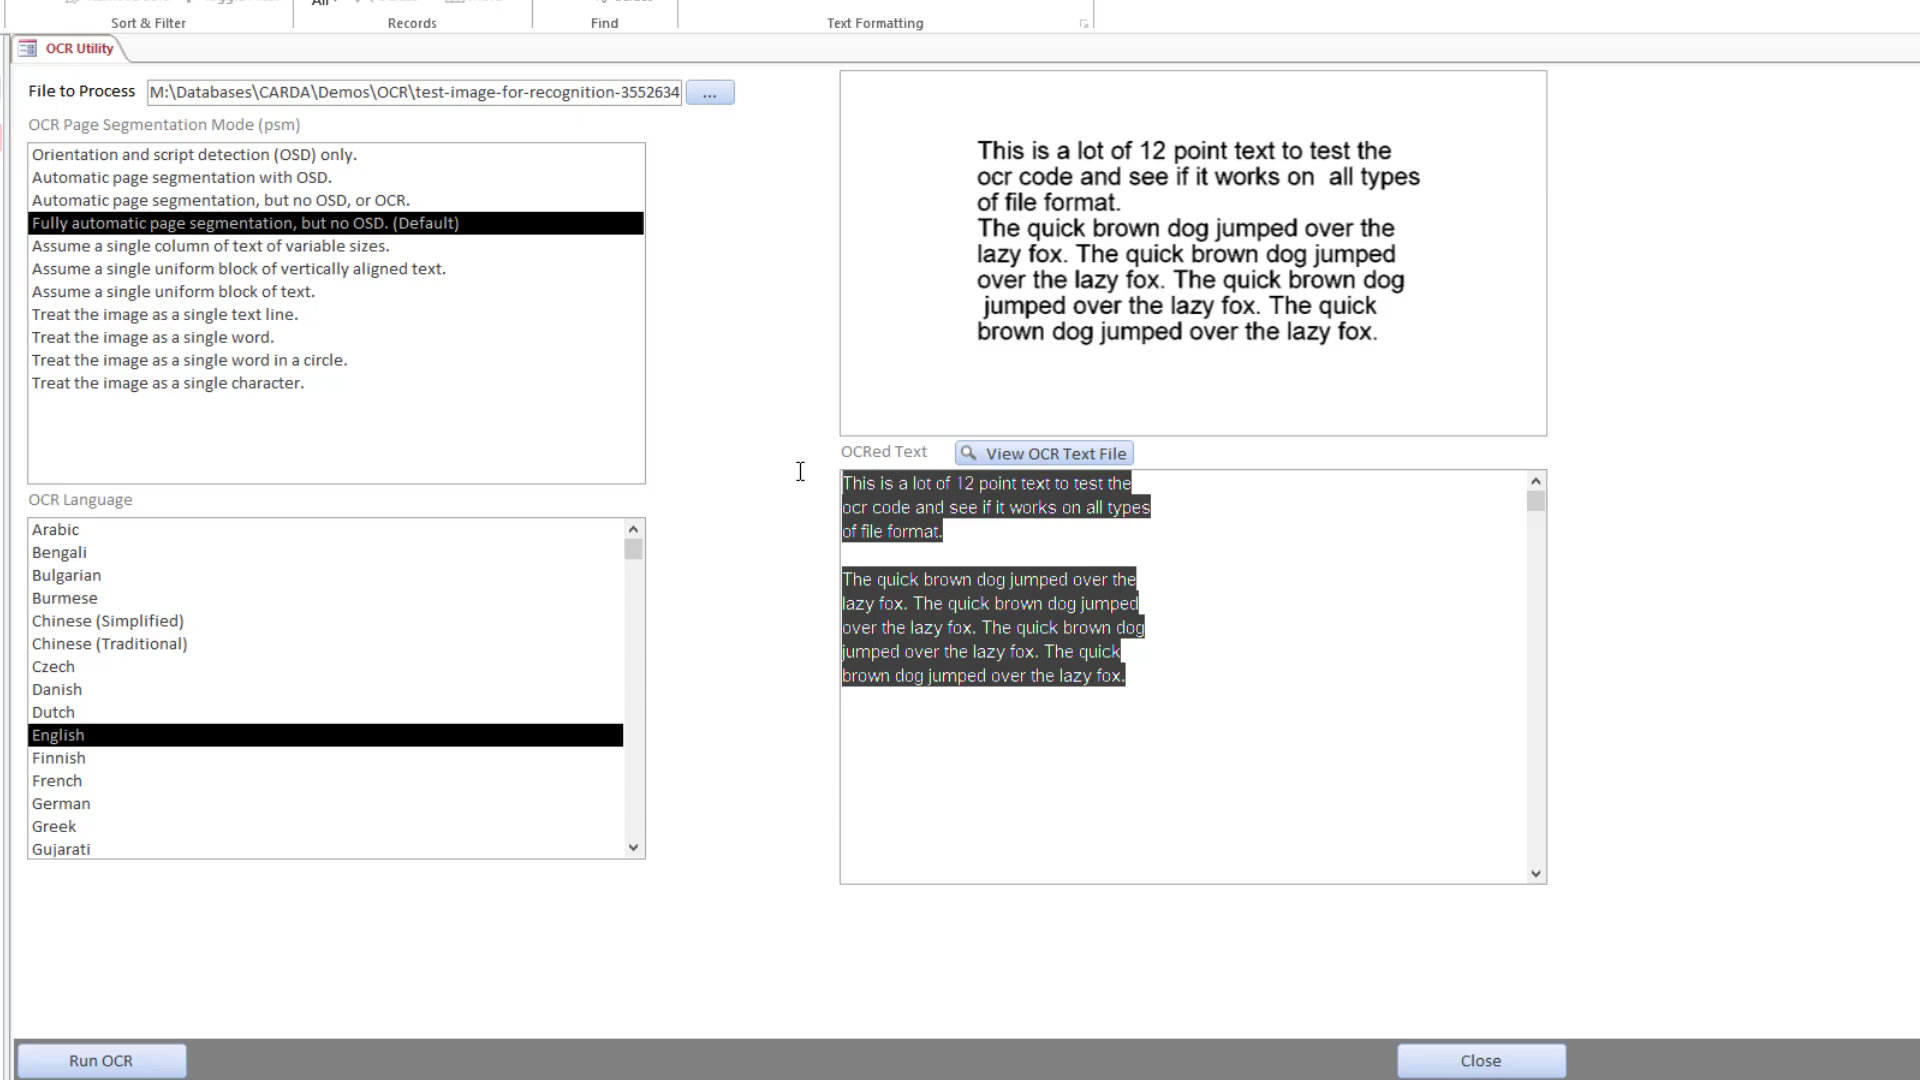 Sort & Filter
Records
Find
Text Formatting
OCR Utility
File to Process
M:\Databases\CARDA\Demos\OCR\test-image-for-recognition-3552634
...
OCR Page Segmentation Mode (psm)
Orientation and script detection (OSD) only.
Automatic page segmentation with OSD.
Automatic page segmentation, but no OSD, or OCR.
Fully automatic page segmentation, but no OSD. (Default)
Assume a single column of text of variable sizes.
Assume a single uniform block of vertically aligned text.
Assume a single uniform block of text.
Treat the image as a single text line.
Treat the image as a single word.
Treat the image as a single word in a circle.
Treat the image as a single character.
OCR Language
Arabic
Bengali
Bulgarian
Burmese
Chinese (Simplified)
Chinese (Traditional)
Czech
Danish
Dutch
English
Finnish
French
German
Greek
Gujarati
This is a lot of 12 point text to test the
ocr code and see if it works on  all types
of file format.
The quick brown dog jumped over the
lazy fox. The quick brown dog jumped
over the lazy fox. The quick brown dog
jumped over the lazy fox. The quick
brown dog jumped over the lazy fox.
OCRed Text
View OCR Text File
This is a lot of 12 point text to test the
ocr code and see if it works on all types
of file format.
The quick brown dog jumped over the
lazy fox. The quick brown dog jumped
over the lazy fox. The quick brown dog
jumped over the lazy fox. The quick
brown dog jumped over the lazy fox.
Run OCR
Close